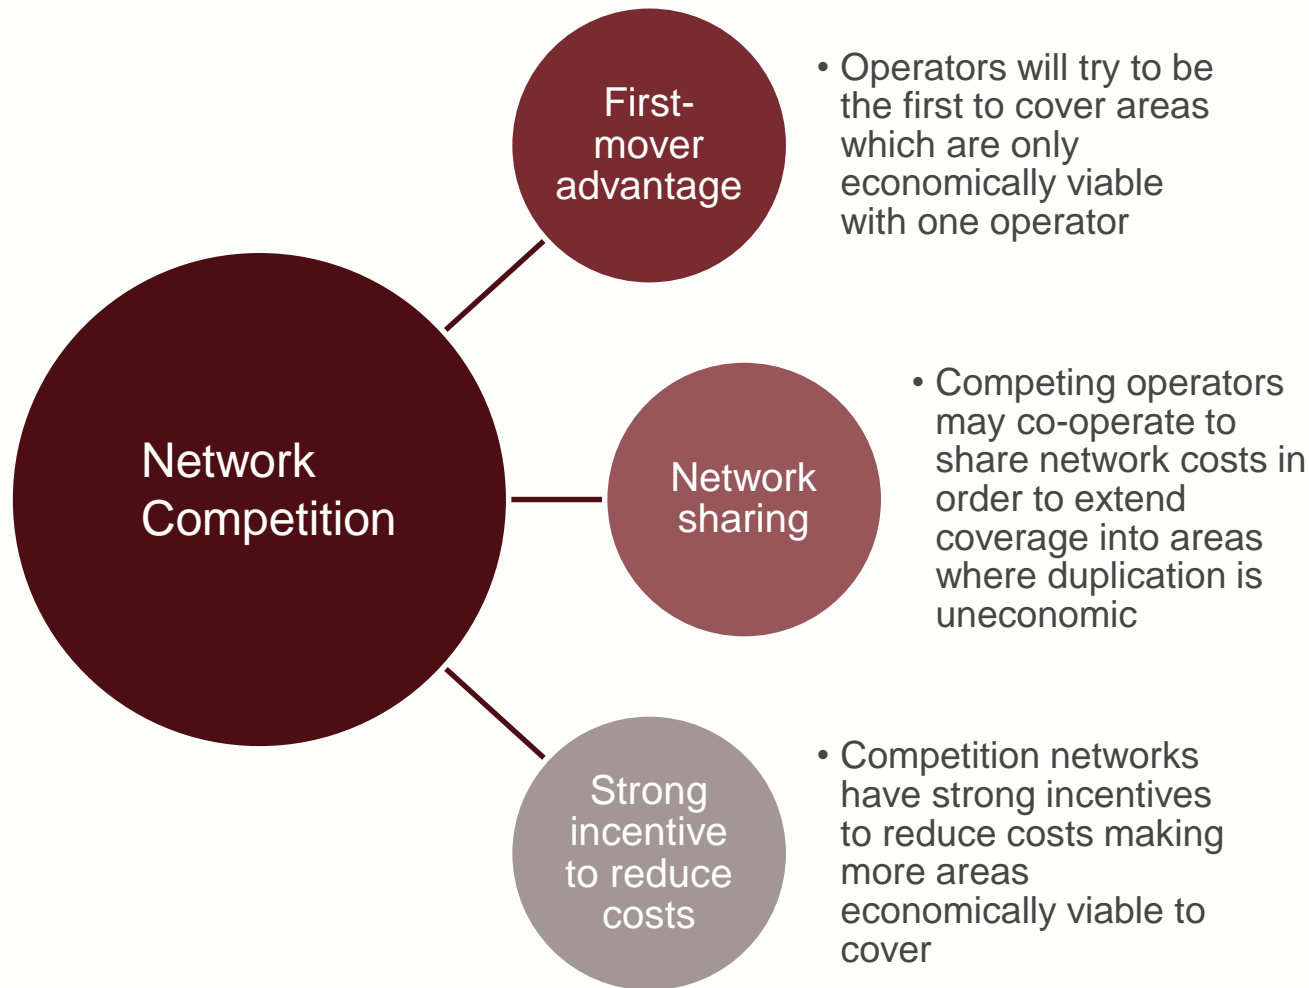 First-
mover
advantage
• Operators will try to be
the first to cover areas
which are only
economically viable
with one operator
Network
Competition
Network
sharing
• Competing operators
may co-operate to
share network costs in
order to extend
coverage into areas
where duplication is
uneconomic
Strong
incentive
to reduce
costs
• Competition networks
have strong incentives
to reduce costs making
more areas
economically viable to
cover